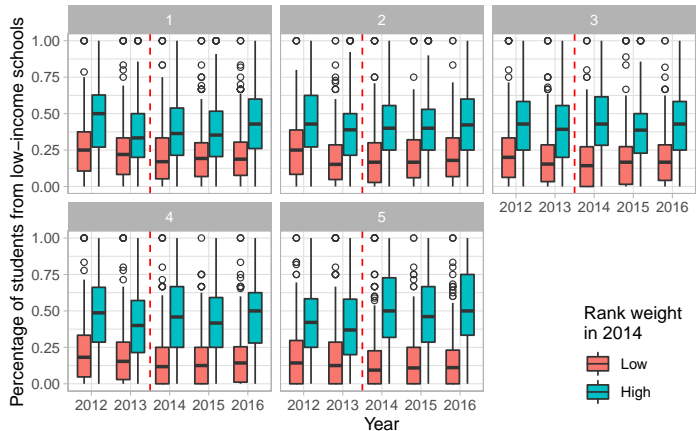 Percentage of students from low−income schools
1 2 3
1.00
0.75
0.50
0.25
0.00
2012 2013 2014 2015 2016
4 5
1.00
0.75
0.50
0.25
0.00
2012 2013 2014 2015 2016 2012 2013 2014 2015 2016
Year
Rank weight
in 2014
Low
High